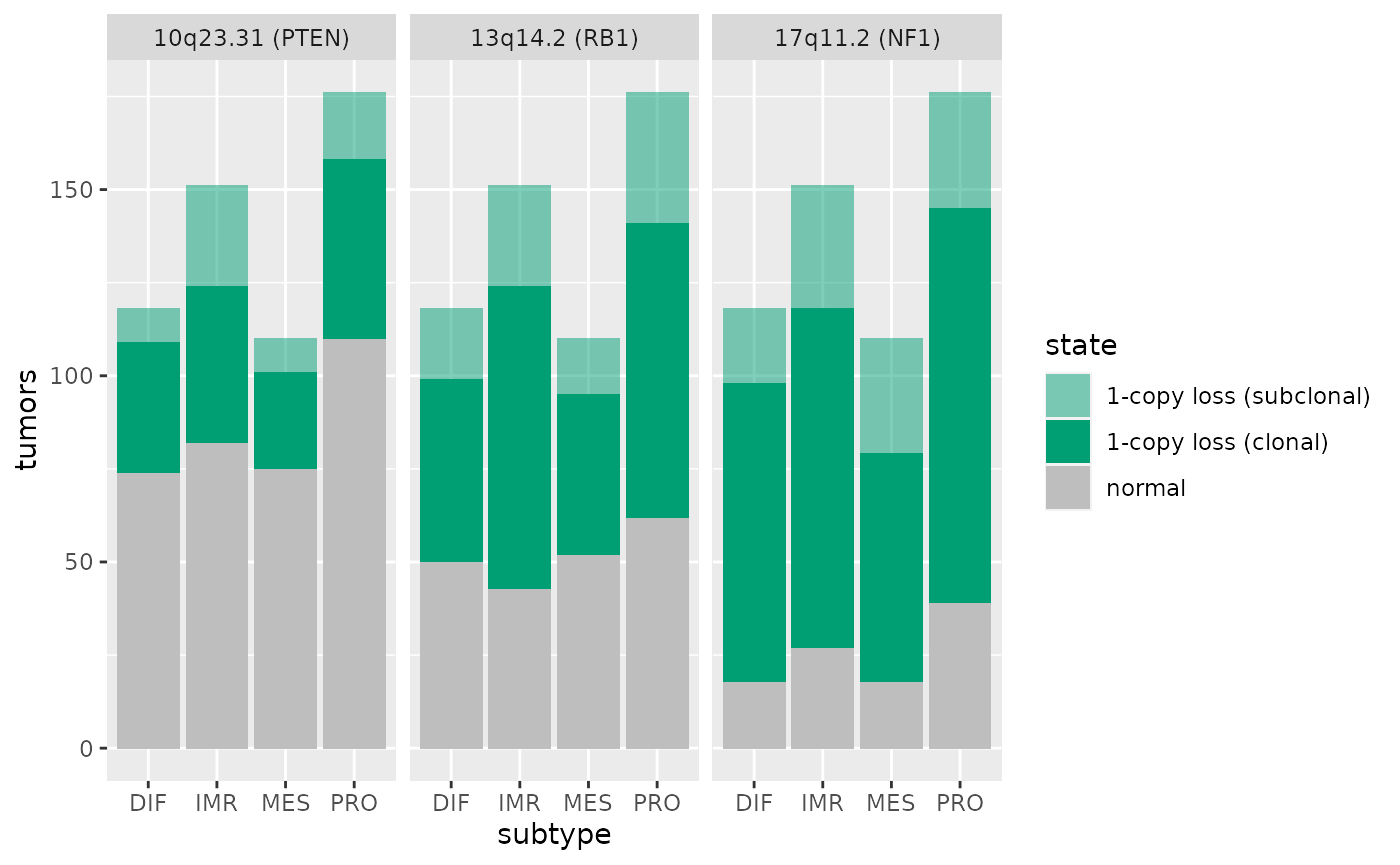 10q23.31 (PTEN) 13q14.2 (RB1) 17q11.2 (NF1)
150
100
50
0
tumors
DIF IMR MES PRO DIF IMR MES PRO DIF IMR MES PRO
subtype
state
1-copy loss (subclonal)
1-copy loss (clonal)
normal